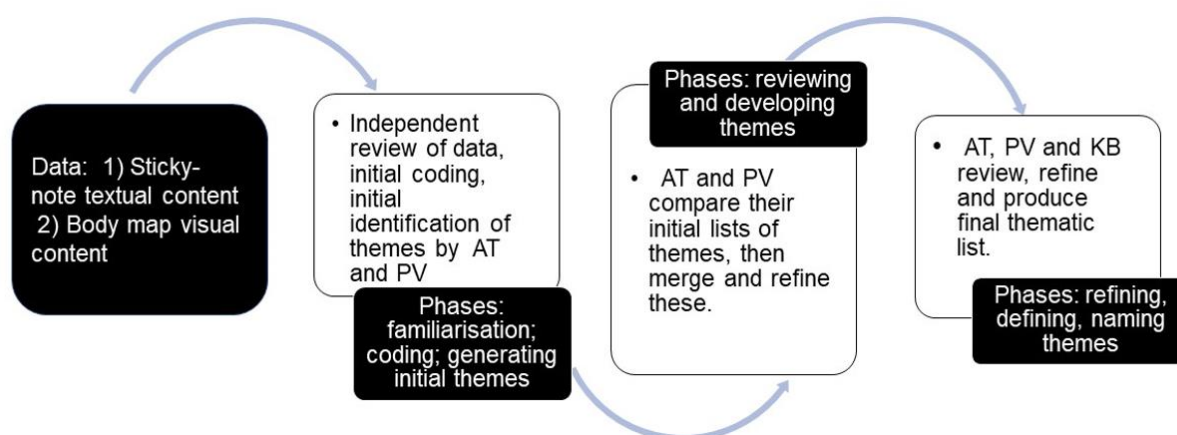 Data:  1) Sticky-
note textual content
2) Body map visual
content
• Independent
review of data,
initial coding,
initial
identification of
themes by AT
and PV
Phases:
familiarisation;
coding; generating
initial themes
Phases: reviewing
and developing
themes
• AT and PV
compare their
initial lists of
themes, then
merge and refine
these.
• AT, PV and KB
review, refine
and produce
final thematic
list.
Phases: refining,
defining, naming
themes